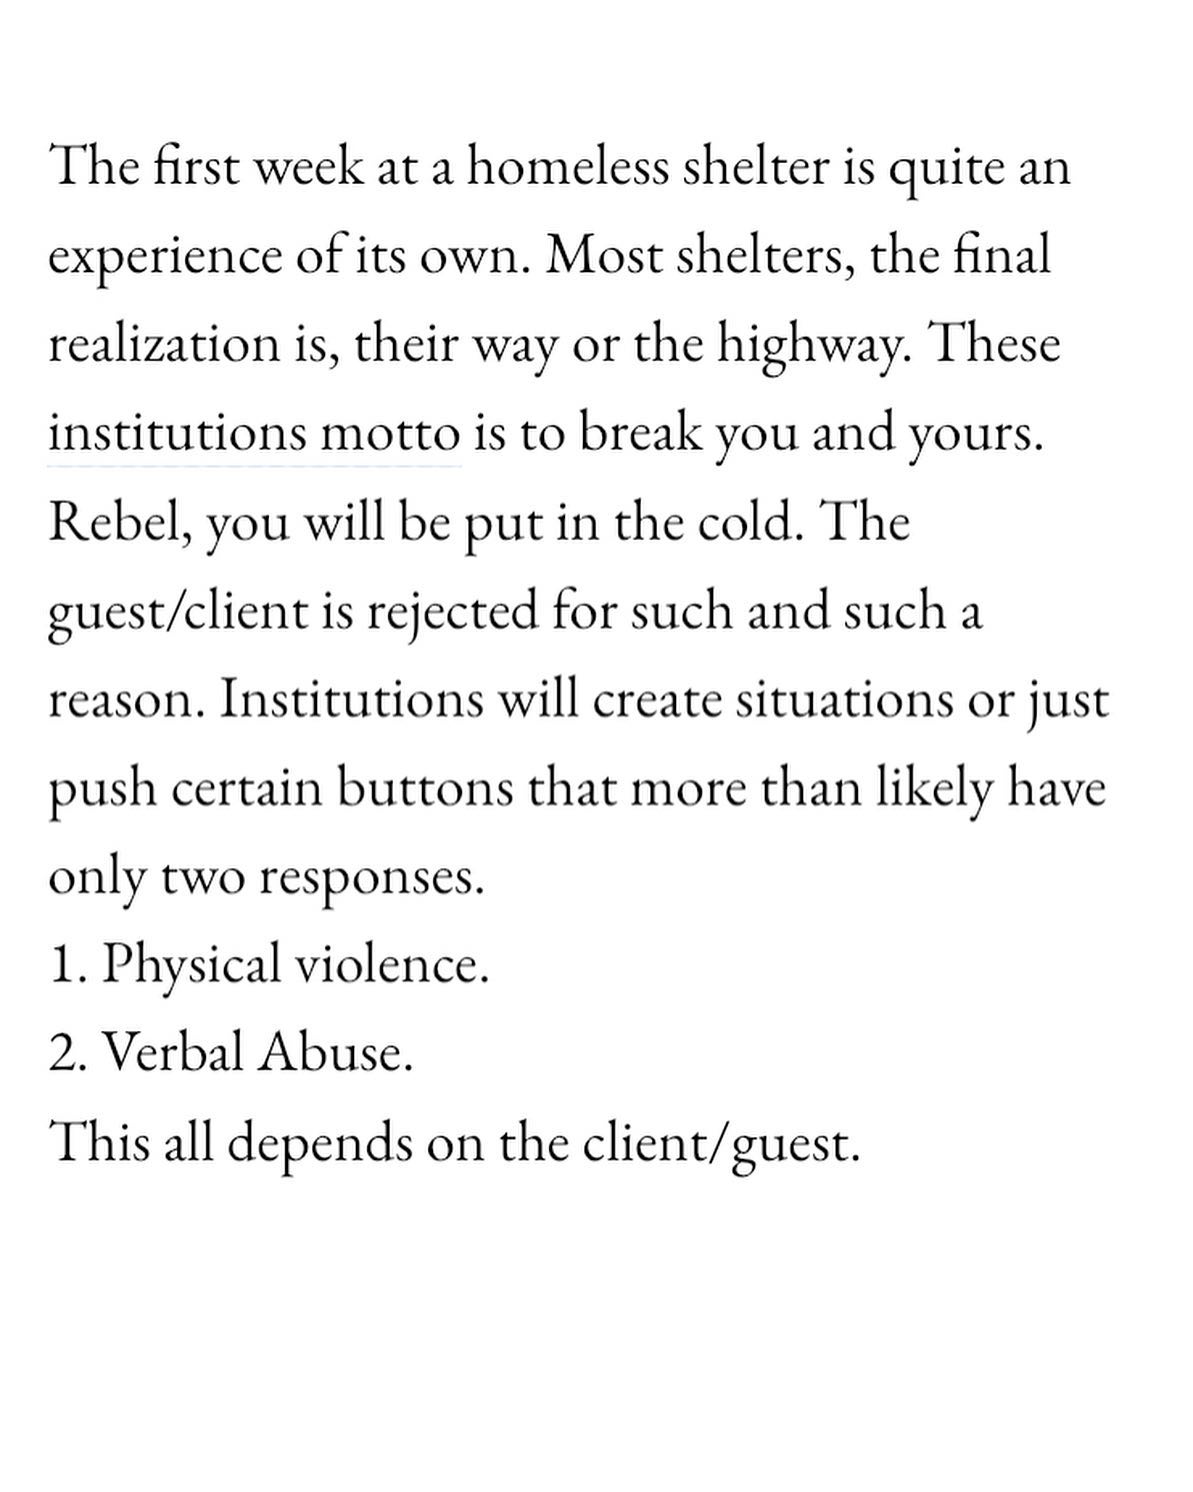 The first week at a homeless shelter is quite an
experience of its own. Most shelters, the final
realization is, their way or the highway. These
institutions motto is to break you and yours.
Rebel, you will be put in the cold. The
guest/client is rejected for such and such a
reason. Institutions will create situations or just
push certain buttons that more than likely have
only two responses.
1. Physical violence.
2. Verbal Abuse.
This all depends on the client/guest.